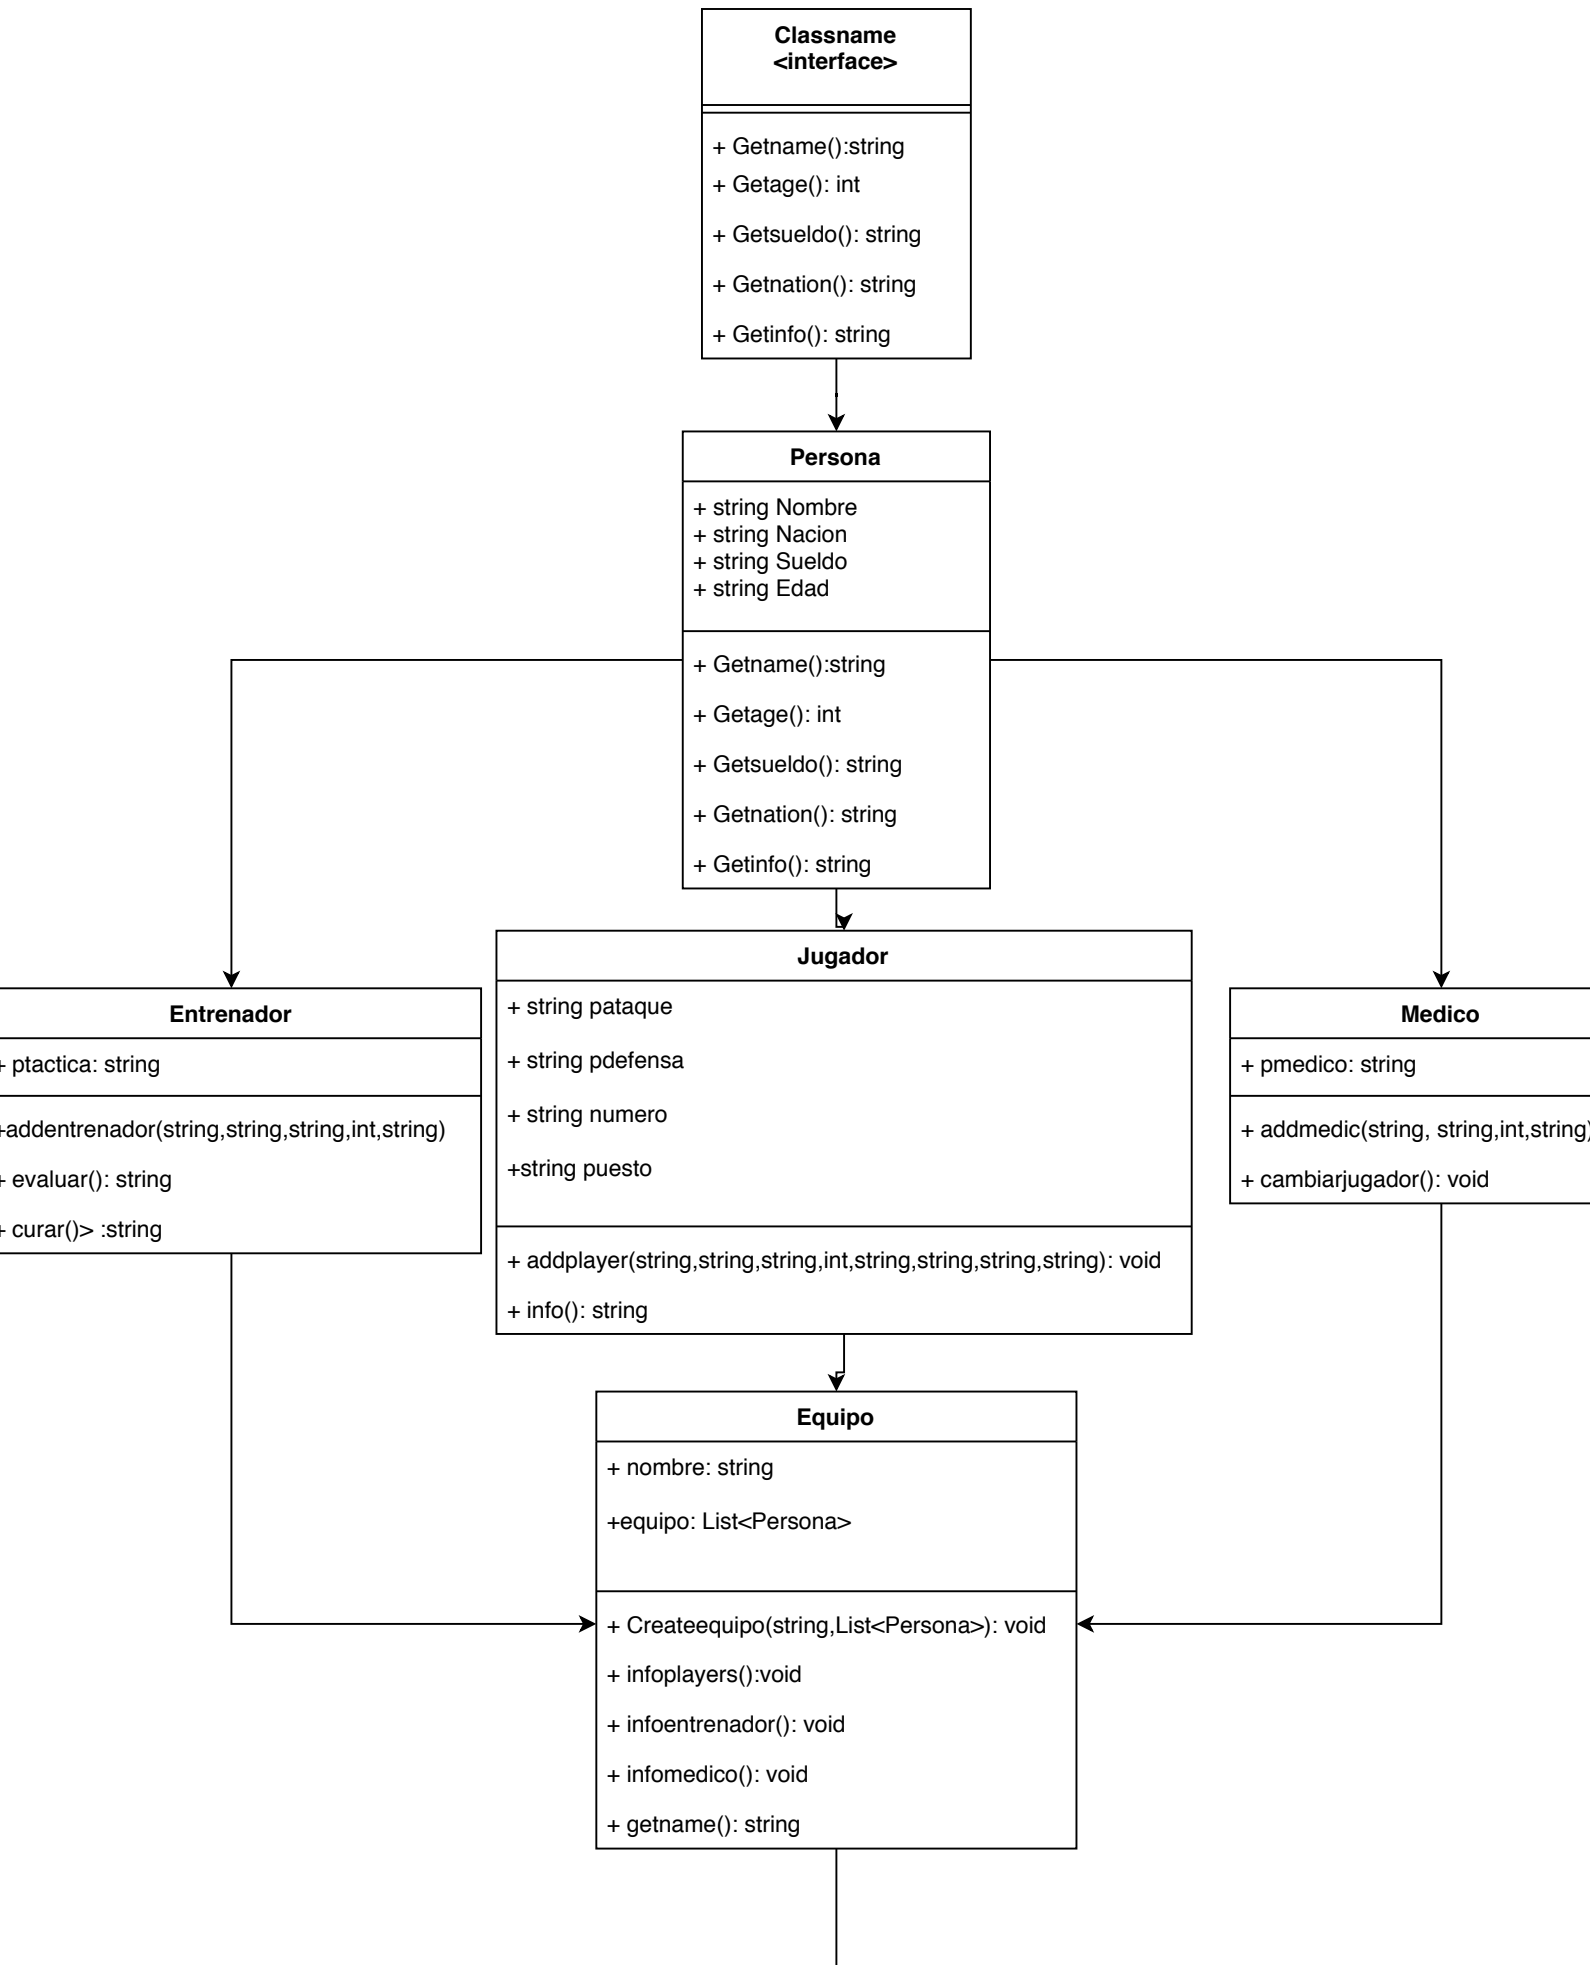 Classname
<interface>
+ Getname():string
+ Getage(): int
+ Getsueldo(): string
+ Getnation(): string
+ Getinfo(): string
Persona
+ string Nombre
+ string Nacion
+ string Sueldo
+ string Edad
+ Getname():string
+ Getage(): int
+ Getsueldo(): string
+ Getnation(): string
+ Getinfo(): string
Entrenador
+ ptactica: string
+addentrenador(string,string,string,int,string)
+ evaluar(): string
+ curar()> :string
Jugador
+ string pataque
+ string pdefensa
+ string numero
+string puesto
+ addplayer(string,string,string,int,string,string,string,string): void
+ info(): string
Medico
+ pmedico: string
+ addmedic(string, string,int,string)
+ cambiarjugador(): void
Equipo
+ nombre: string
+equipo: List<Persona>
+ Createequipo(string,List<Persona>): void
+ infoplayers():void
+ infoentrenador(): void
+ infomedico(): void
+ getname(): string